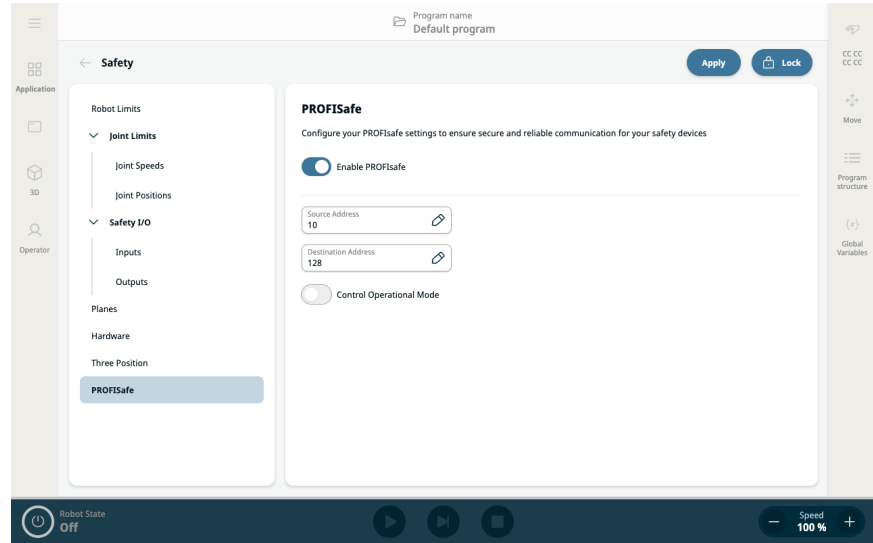 Program name
Default program
Safety
Apply
Lock
Application
3D
Operator
Robot Limits
Joint Limits
Joint Speeds
Joint Positions
Safety I/O
Inputs
Outputs
Planes
Hardware
Three Position
PROFISafe
PROFISafe
Configure your PROFIsafe settings to ensure secure and reliable communication for your safety devices
Enable PROFIsafe
Source Address
10
Destination Address
128
Control Operational Mode
CC CC
CC CC
Move
Program
structure
{x}
Global
Variables
Robot State
Off
Speed
100 %